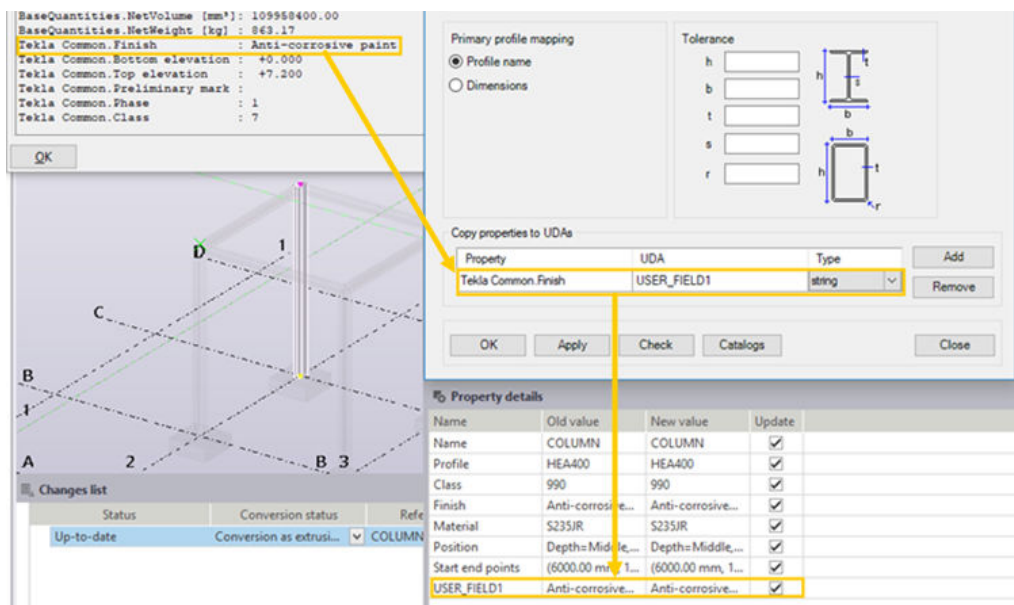 BaseQuantities.NetVolume [mm³]: 109958400.00
BaseQuantities.NetWeight [kg] : 863.17
Tekla Common.Finish : Anti-corrosive paint
Tekla Common.Bottom elevation : +0.000
Tekla Common.Top elevation : +7.200
Tekla Common.Preliminary mark :
Tekla Common.Phase : 1
Tekla Common.Class : 7
OK
Primary profile mapping
Profile name
Dimensions
Tolerance
h
b
t
s
r
h t s
b
b
h t
r
Copy properties to UDAs
Property UDA Type
Tekla Common.Finish USER_FIELD1 string
Add
Remove
OK Apply Check Catalogs Close
D 1
C
B
1
A 2 B 3
Changes list
Status Conversion status Refe
Up-to-date Conversion as extrusi... COLUMN
Property details
Name Old value New value Update
Name COLUMN COLUMN
Profile HEA400 HEA400
Class 990 990
Finish Anti-corrosive... Anti-corrosive...
Material S235JR S235JR
Position Depth=Middle,... Depth=Middle,...
Start end points (6000.00 mm, 1... (6000.00 mm, 1...
USER_FIELD1 Anti-corrosive... Anti-corrosive...